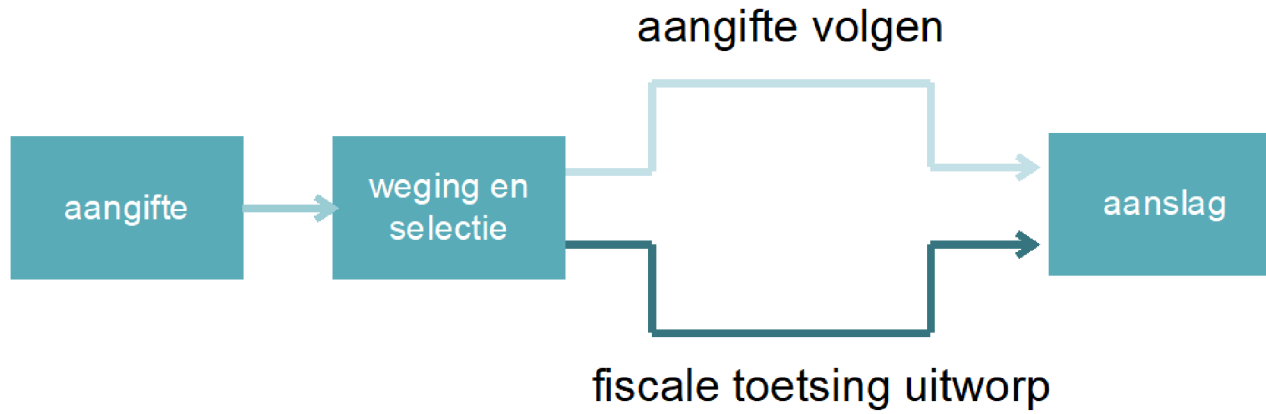 aangifte volgen
aangifte
weging en
selectie
aanslag
fiscale toetsing uitworp